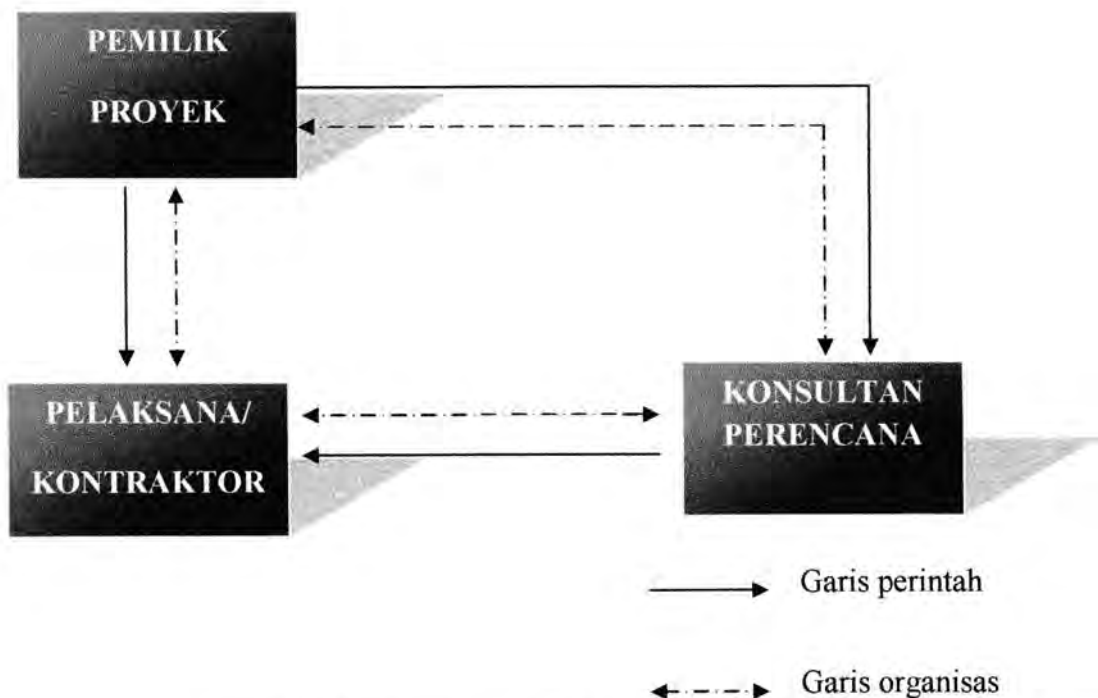 PEMILIK
PROYEK
PELAKSANA/
KONTRAKTOR
KONSULTAN
PERENCANA
Garis perintah
Garis organisas